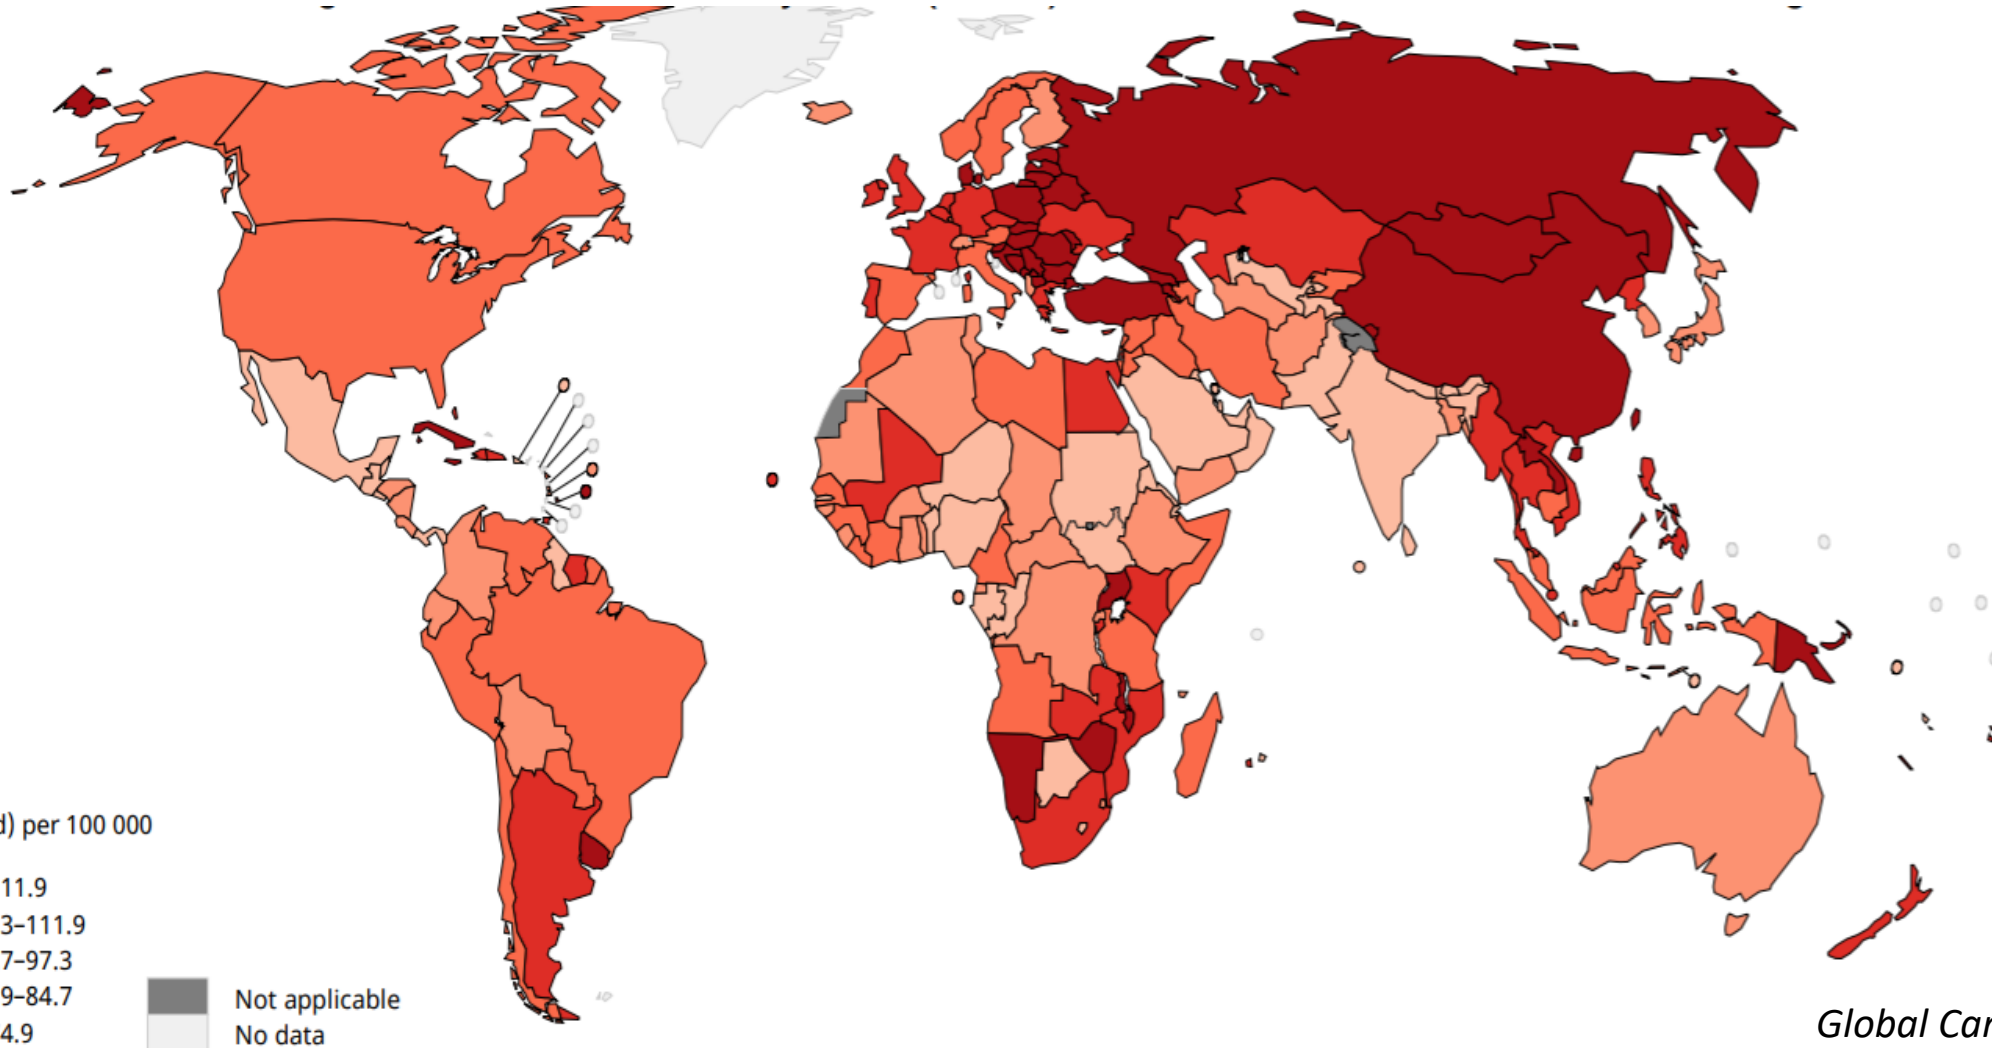 d) per 100 000
11.9
3–111.9
7–97.3
9–84.7
4.9
Not applicable
No data
Global Car